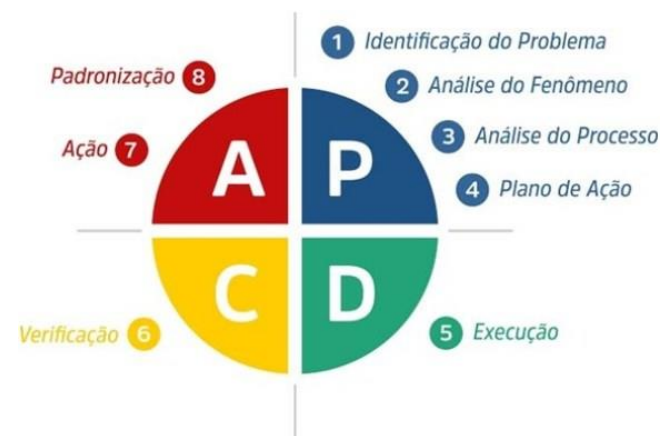 1 Identificação do Problema
2 Análise do Fenômeno
3 Análise do Processo
4 Plano de Ação
Padronização 8
Ação 7
A P
C D
5 Execução
Verificação 6